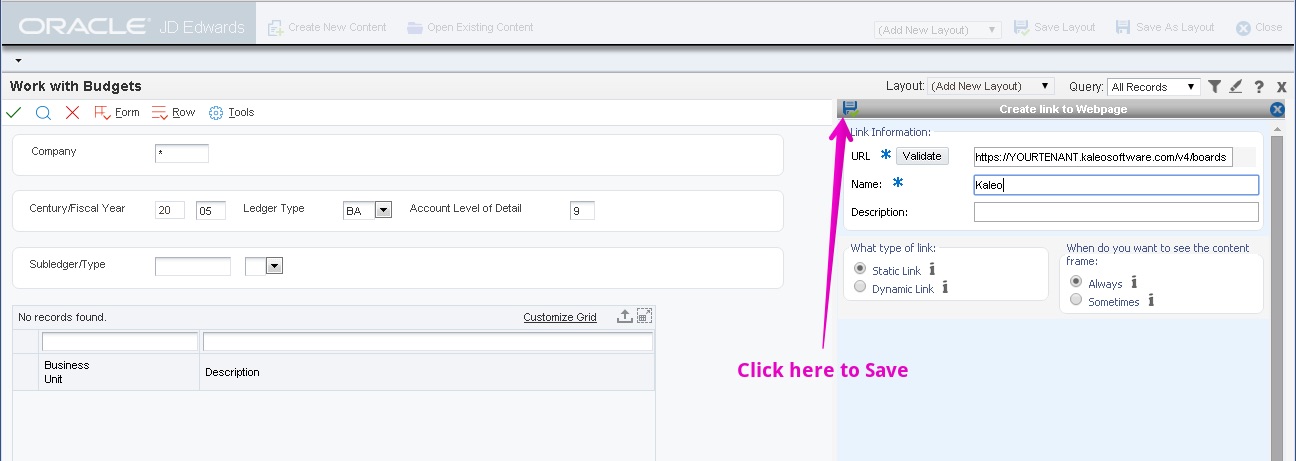 ORACLE JD Edwards Create New Content Open Existing Content (Add New Layout) Save Layout Save As Layout Close
Work with Budgets Layout: (Add New Layout) Query: All Records ? X
Form Row Tools
Create link to Webpage
Link Information:
URL * Validate https://YOURTENANT.kaleosoftware.com/v4/boards
Name: * Kaleo
Description:
What type of link:
Static Link i
Dynamic Link i
When do you want to see the content
frame:
Always i
Sometimes i
Company *
Century/Fiscal Year 20 05 Ledger Type BA Account Level of Detail 9
Subledger/Type
No records found. Customize Grid
Business
Unit
Description
Click here to Save